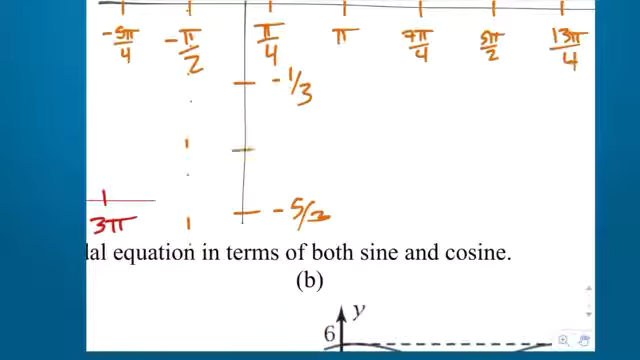 -5π/4 -π/2 π/4 π 7π/4 5π/2 13π/4
-1/3
-5/3
3π
dal equation in terms of both sine and cosine.
(b)
y
6